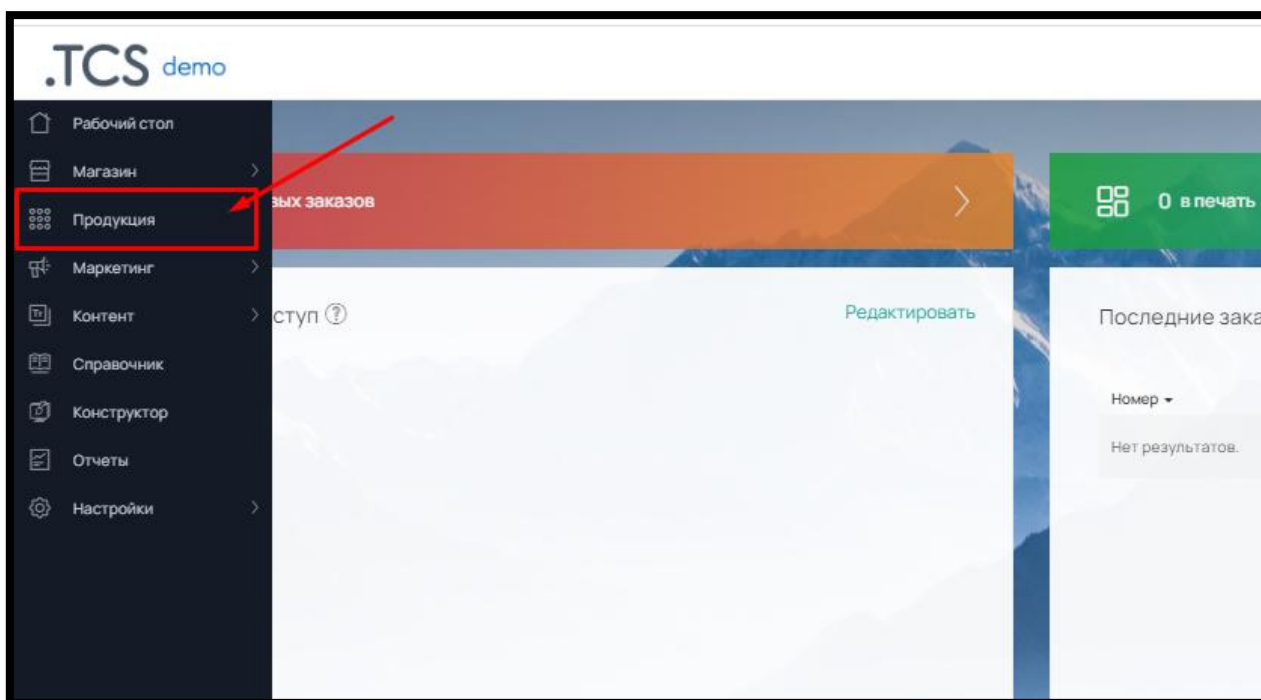 .TCS demo
Рабочий стол
Магазин
Продукция
Маркетинг
Контент
Справочник
Конструктор
Отчеты
Настройки
вых заказов
0 в печать
ступ ?
Редактировать
Последние зака
Номер
Нет результатов.